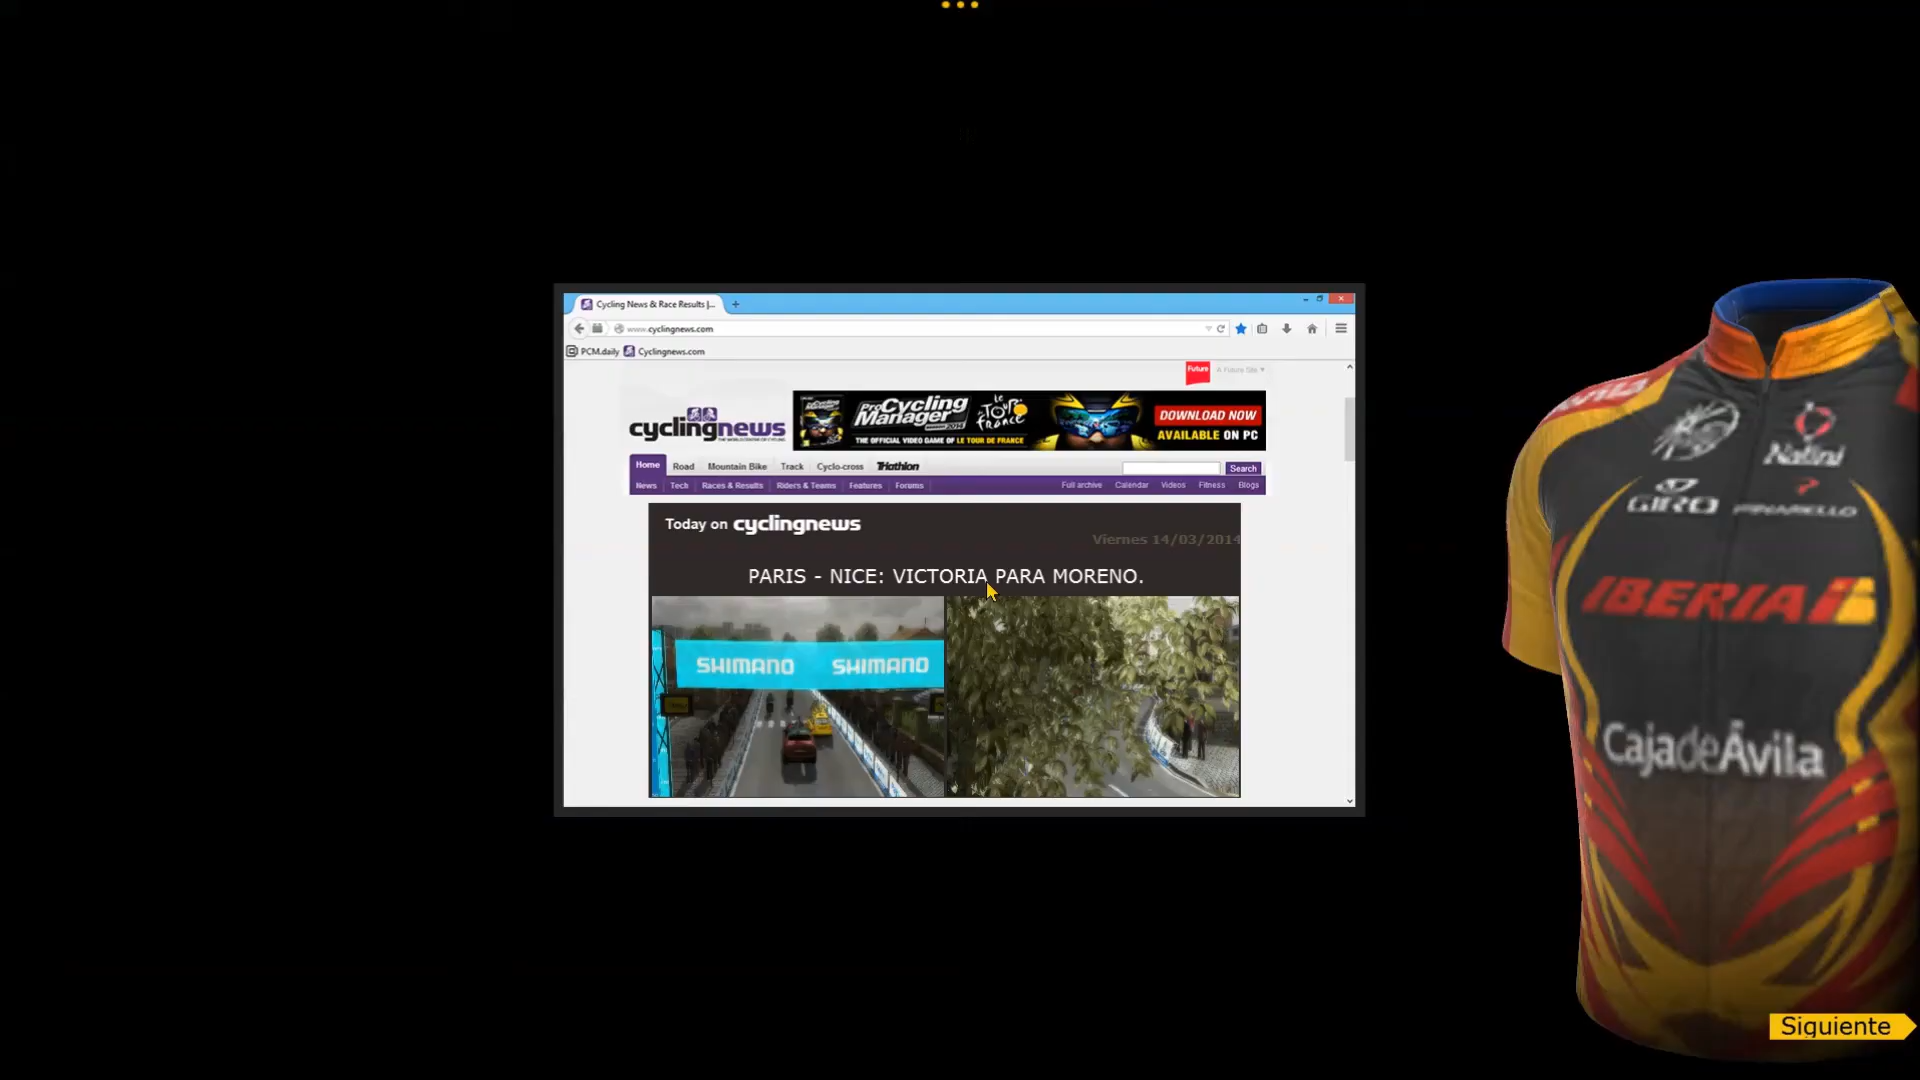 Cycling News & Race Results |...
www.cyclingnews.com
PCM.daily Cyclingnews.com
Future A Future Site
cyclingnews
Pro Cycling Manager
SEASON 2014
LE TOUR DE FRANCE
THE OFFICIAL VIDEO GAME OF LE TOUR DE FRANCE
DOWNLOAD NOW
AVAILABLE ON PC
Home Road Mountain Bike Track Cyclo-cross Triathlon Search
News Tech Races & Results Riders & Teams Features Forums Full archive Calendar Videos Fitness Blogs
Today on cyclingnews
Viernes 14/03/2014
PARIS - NICE: VICTORIA PARA MORENO.
SHIMANO SHIMANO
Nalini
GIRO PINARELLO
IBERIA
CajadeÁvila
Siguiente